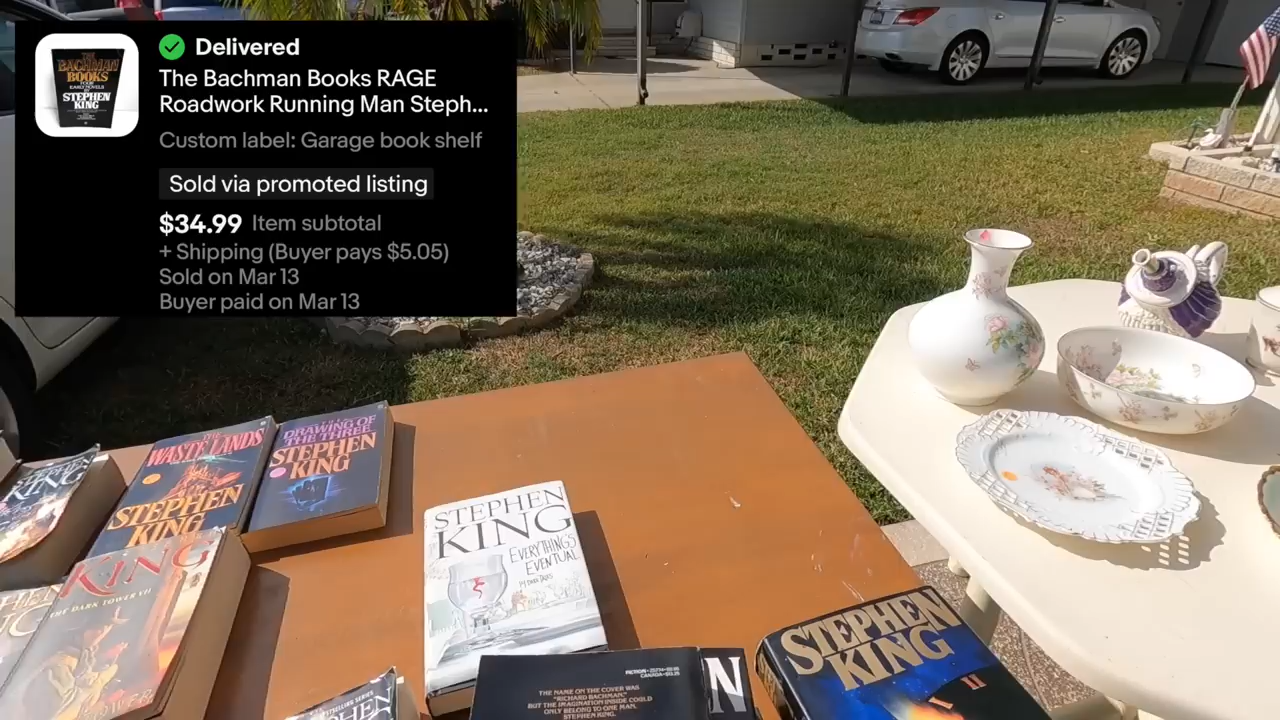 Delivered
The Bachman Books RAGE
Roadwork Running Man Steph...
Custom label: Garage book shelf
Sold via promoted listing
$34.99 Item subtotal
+ Shipping (Buyer pays $5.05)
Sold on Mar 13
Buyer paid on Mar 13
BACHMAN
BOOKS
STEPHEN
KING
KING
THE
WASTE LANDS
STEPHEN
KING
DRAWING OF
THE THREE
STEPHEN
KING
KING
THE DARK TOWER VII
STEPHEN
KING
EVERYTHING'S
EVENTUAL
14 DARK TALES
THE NAME ON THE COVER WAS
"RICHARD BACHMAN."
BUT THE IMAGINATION INSIDE COULD
ONLY BELONG TO ONE MAN.
STEPHEN KING.
N
STEPHEN
KING